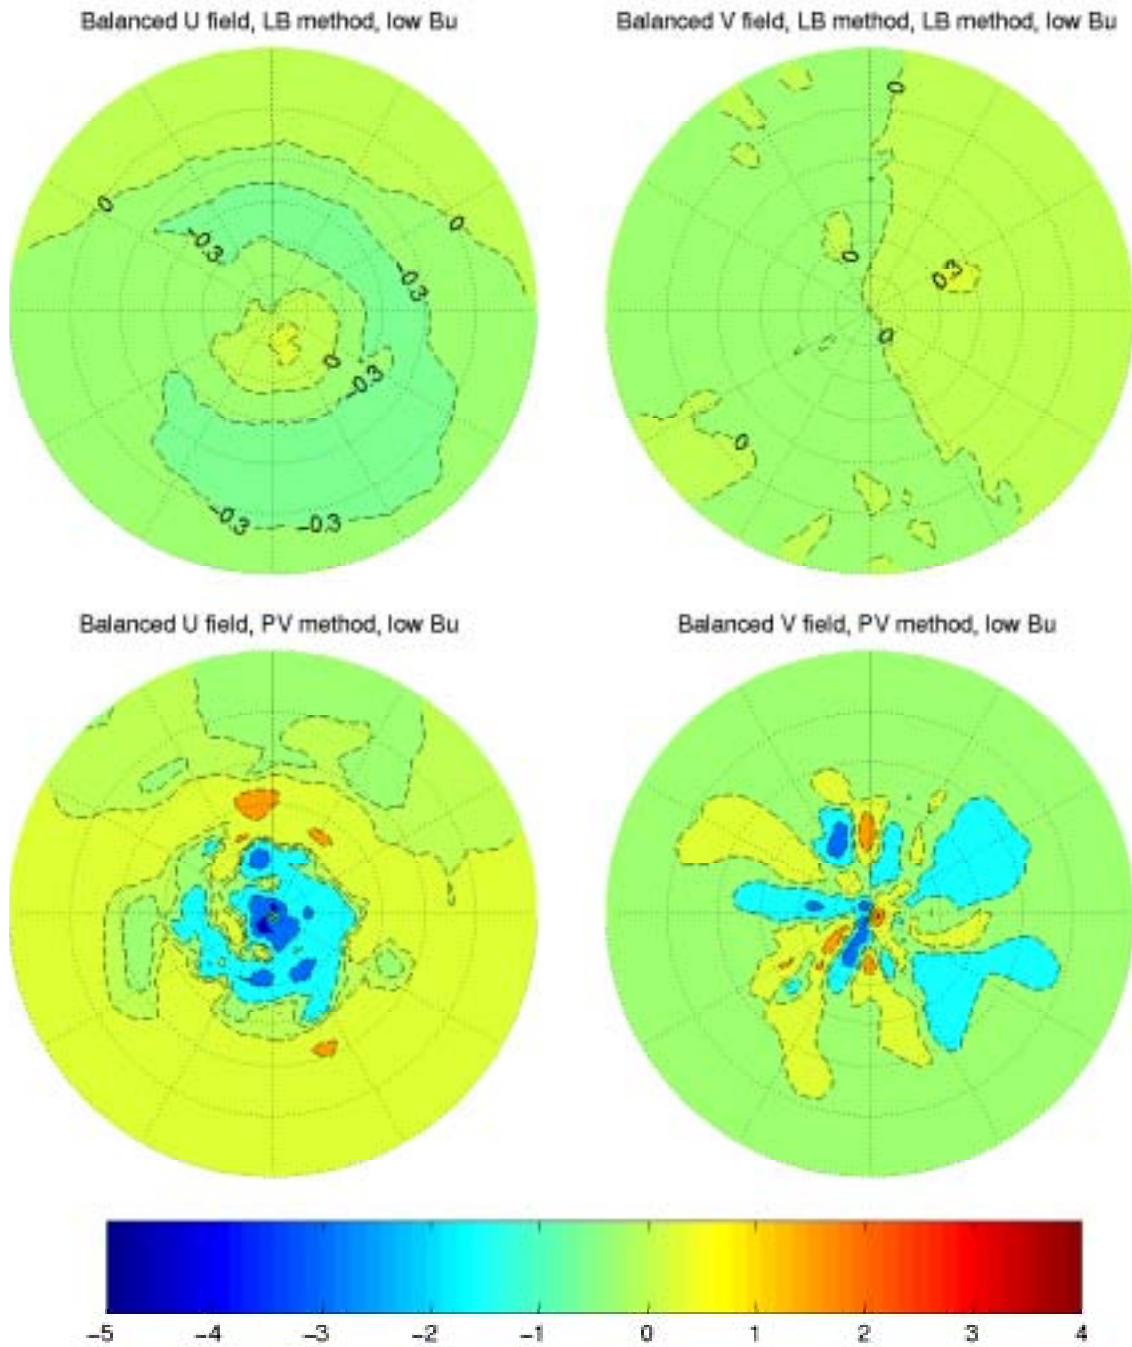 Balanced U field, LB method, low Bu
Balanced V field, LB method, LB method, low Bu
0
0
−0.3
−0.3
0
−0.3
−0.3
−0.3
0
0
0.3
0
0
Balanced U field, PV method, low Bu
Balanced V field, PV method, low Bu
−5 −4 −3 −2 −1 0 1 2 3 4